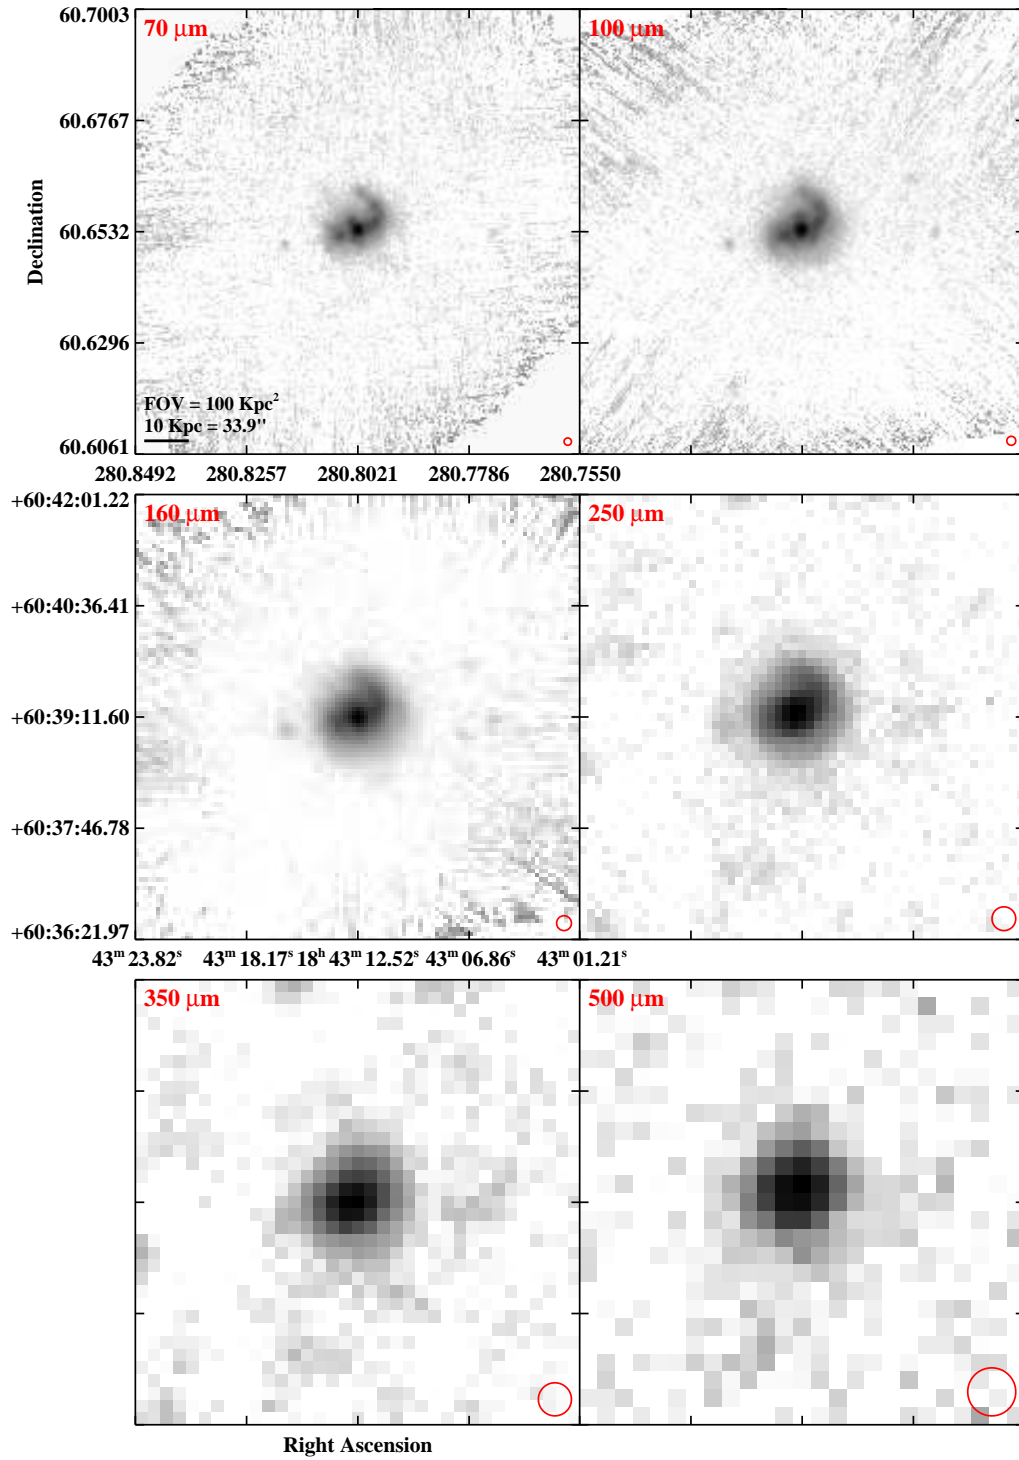 60.7003
70 μm
100 μm
60.6767
60.6532
Declination
60.6296
FOV = 100 Kpc²
10 Kpc = 33.9"
60.6061
280.8492 280.8257 280.8021 280.7786 280.7550
+60:42:01.22
160 μm
250 μm
+60:40:36.41
+60:39:11.60
+60:37:46.78
+60:36:21.97
43ᵐ 23.82ˢ 43ᵐ 18.17ˢ 18ʰ 43ᵐ 12.52ˢ 43ᵐ 06.86ˢ 43ᵐ 01.21ˢ
350 μm
500 μm
Right Ascension